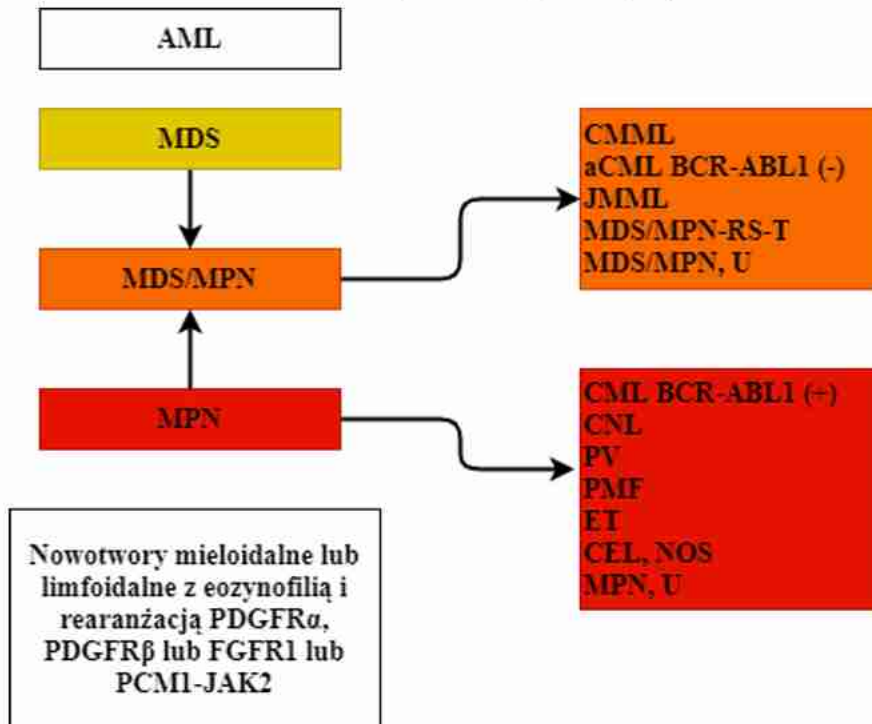 AML
MDS
MDS/MPN
MPN
CMML
aCML BCR-ABL1 (-)
JMML
MDS/MPN-RS-T
MDS/MPN, U
CML BCR-ABL1 (+)
CNL
PV
PMF
ET
CEL, NOS
MPN, U
Nowotwory mieloidalne lub
limfoidalne z eozynofilią i
rearanżacją PDGFRα,
PDGFRβ lub FGFR1 lub
PCM1-JAK2